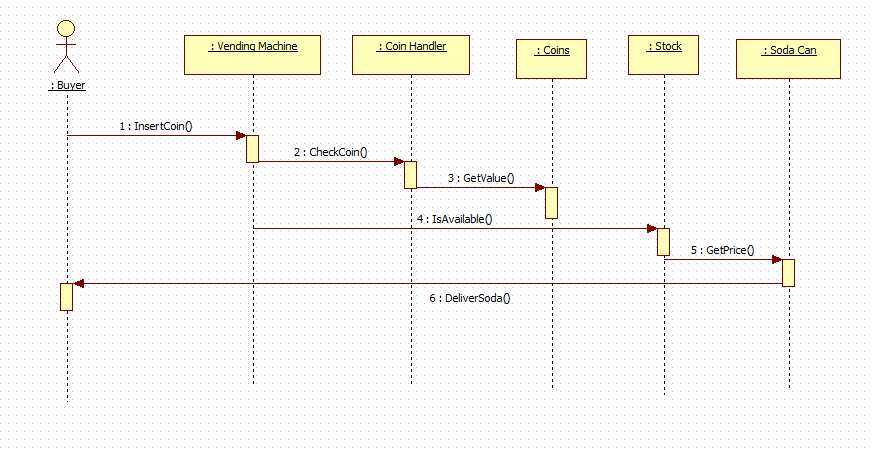 : Vending Machine
: Coin Handler
: Coins
: Stock
: Soda Can
: Buyer
1 : InsertCoin()
2 : CheckCoin()
3 : GetValue()
4 : IsAvailable()
5 : GetPrice()
6 : DeliverSoda()